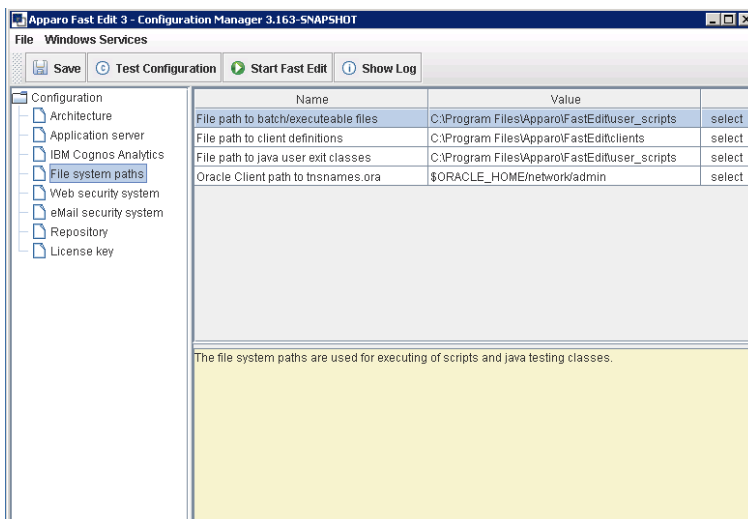 Apparo Fast Edit 3 - Configuration Manager 3.163-SNAPSHOT
File Windows Services
Save Test Configuration Start Fast Edit Show Log
Configuration
Architecture
Application server
IBM Cognos Analytics
File system paths
Web security system
eMail security system
Repository
License key
Name Value
File path to batch/executeable files C:\Program Files\Apparo\FastEdit\user_scripts select
File path to client definitions C:\Program Files\Apparo\FastEdit\clients select
File path to java user exit classes C:\Program Files\Apparo\FastEdit\user_scripts select
Oracle Client path to tnsnames.ora $ORACLE_HOME/network/admin select
The file system paths are used for executing of scripts and java testing classes.